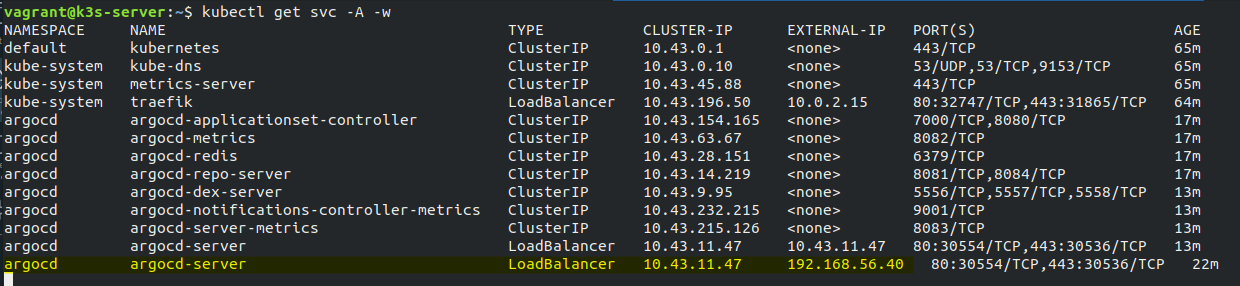 vagrant@k3s-server:~$ kubectl get svc -A -w
NAMESPACE NAME TYPE CLUSTER-IP EXTERNAL-IP PORT(S) AGE
default kubernetes ClusterIP 10.43.0.1 <none> 443/TCP 65m
kube-system kube-dns ClusterIP 10.43.0.10 <none> 53/UDP,53/TCP,9153/TCP 65m
kube-system metrics-server ClusterIP 10.43.45.88 <none> 443/TCP 65m
kube-system traefik LoadBalancer 10.43.196.50 10.0.2.15 80:32747/TCP,443:31865/TCP 64m
argocd argocd-applicationset-controller ClusterIP 10.43.154.165 <none> 7000/TCP,8080/TCP 17m
argocd argocd-metrics ClusterIP 10.43.63.67 <none> 8082/TCP 17m
argocd argocd-redis ClusterIP 10.43.28.151 <none> 6379/TCP 17m
argocd argocd-repo-server ClusterIP 10.43.14.219 <none> 8081/TCP,8084/TCP 17m
argocd argocd-dex-server ClusterIP 10.43.9.95 <none> 5556/TCP,5557/TCP,5558/TCP 13m
argocd argocd-notifications-controller-metrics ClusterIP 10.43.232.215 <none> 9001/TCP 13m
argocd argocd-server-metrics ClusterIP 10.43.215.126 <none> 8083/TCP 13m
argocd argocd-server LoadBalancer 10.43.11.47 10.43.11.47 80:30554/TCP,443:30536/TCP 13m
argocd argocd-server LoadBalancer 10.43.11.47 192.168.56.40 80:30554/TCP,443:30536/TCP 22m